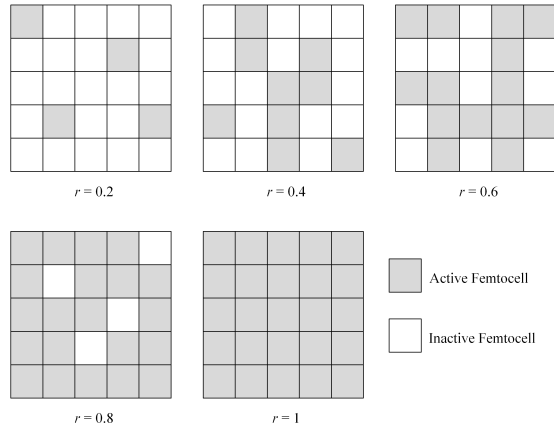 r = 0.2
r = 0.4
r = 0.6
Active Femtocell
Inactive Femtocell
r = 0.8
r = 1